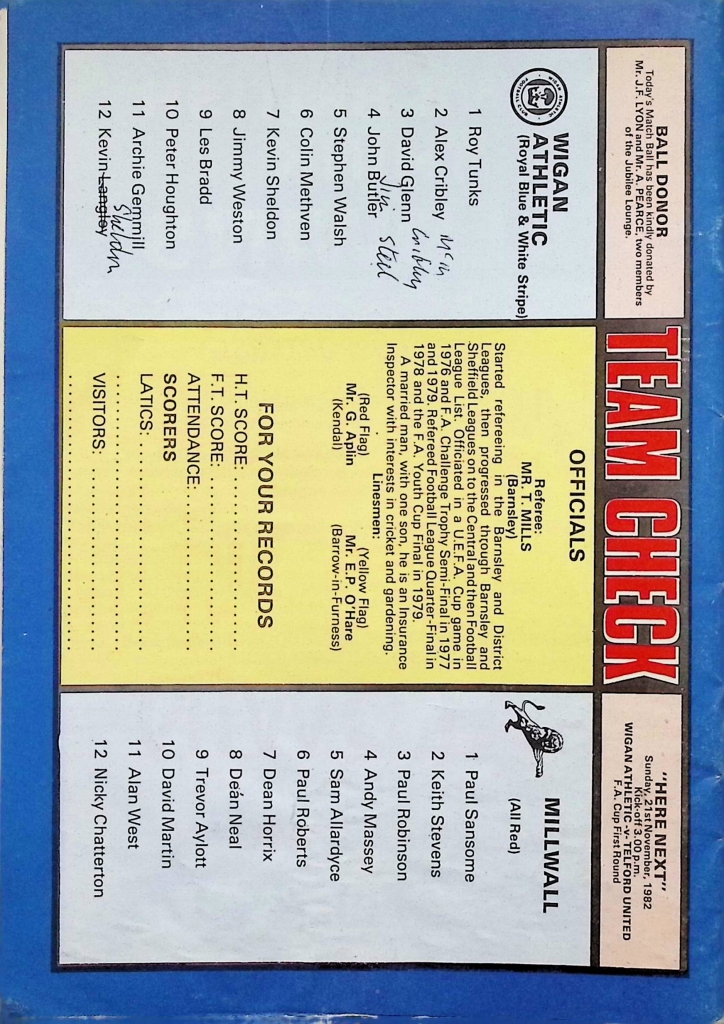 BALL DONOR
Today's Match Ball has been kindly donated by
Mr. J.F. LYON and Mr. A. PEARCE, two members
of the Jubilee Lounge.
TEAM CHECK
"HERE NEXT"
Sunday, 21st November, 1982
Kick-off 3.00 p.m.
WIGAN ATHLETIC -v- TELFORD UNITED
F.A. Cup First Round
WIGAN
ATHLETIC
(Royal Blue & White Stripe)
1 Roy Tunks
2 Alex Cribley
3 David Glenn Cribley
4 John Butler Jim Steel
5 Stephen Walsh
6 Colin Methven
7 Kevin Sheldon
8 Jimmy Weston
9 Les Bradd
10 Peter Houghton
11 Archie Gemmill
12 Kevin Langley Sheldon
OFFICIALS
Referee:
MR. T. MILLS
(Barnsley)
Started refereeing in the Barnsley and District
Leagues, then progressed through Barnsley and
Sheffield Leagues on to the Central and then Football
League List. Officiated in a U.E.F.A. Cup game in
1976 and F.A. Challenge Trophy Semi-Final in 1977
and 1979. Refereed Football League Quarter-Final in
1978 and the F.A. Youth Cup Final in 1979.
A married man, with one son, he is an Insurance
Inspector with interests in cricket and gardening.
Linesmen:
(Red Flag) (Yellow Flag)
Mr. G. Aplin Mr. E.P. O'Hare
(Kendal) (Barrow-in-Furness)
FOR YOUR RECORDS
H.T. SCORE: ........................
F.T. SCORE: ........................
ATTENDANCE: ........................
SCORERS
LATICS: ........................
........................
VISITORS: ........................
........................
MILLWALL
(All Red)
1 Paul Sansome
2 Keith Stevens
3 Paul Robinson
4 Andy Massey
5 Sam Allardyce
6 Paul Roberts
7 Dean Horrix
8 Deán Neal
9 Trevor Aylott
10 David Martin
11 Alan West
12 Nicky Chatterton